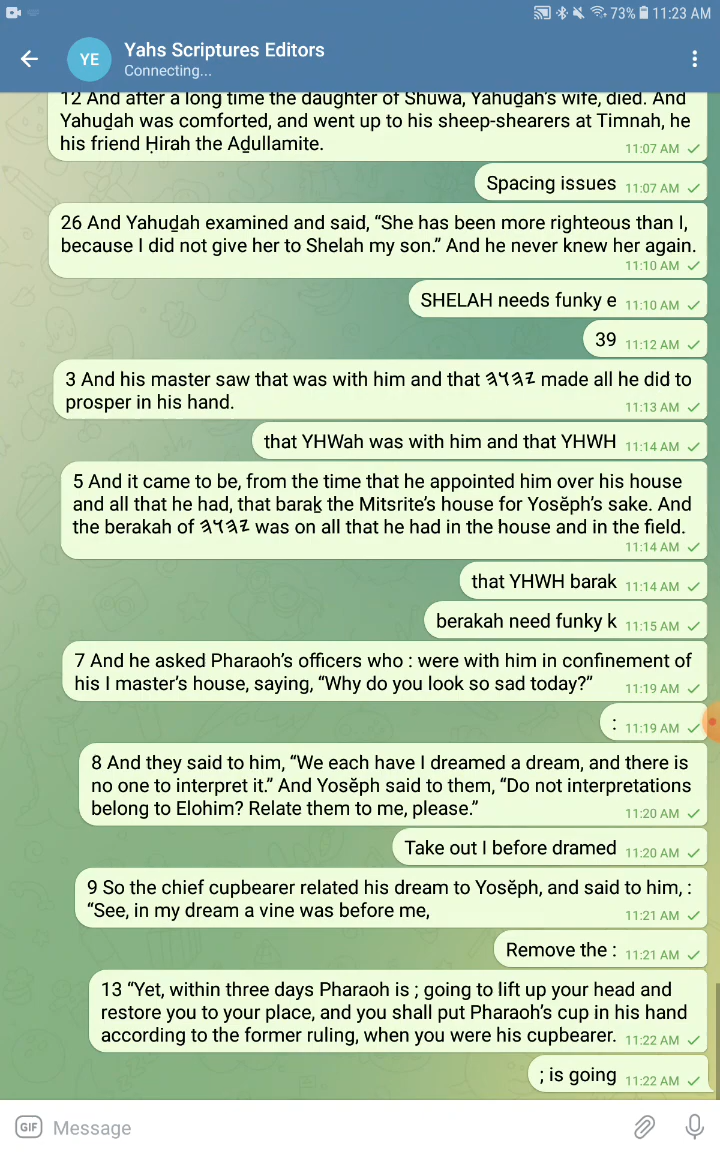 73% 11:23 AM
YE Yahs Scriptures Editors
Connecting...
12 And after a long time the daughter of Shuwa, Yahuḏah’s wife, died. And
Yahuḏah was comforted, and went up to his sheep-shearers at Timnah, he
his friend Ḥirah the Aḏullamite. 11:07 AM
Spacing issues 11:07 AM
26 And Yahuḏah examined and said, “She has been more righteous than I,
because I did not give her to Shelah my son.” And he never knew her again.
11:10 AM
SHELAH needs funky e 11:10 AM
39 11:12 AM
3 And his master saw that was with him and that 𐤉𐤄𐤅𐤄 made all he did to
prosper in his hand. 11:13 AM
that YHWah was with him and that YHWH 11:14 AM
5 And it came to be, from the time that he appointed him over his house
and all that he had, that baraḵ the Mitsrite’s house for Yosĕph’s sake. And
the berakah of 𐤉𐤄𐤅𐤄 was on all that he had in the house and in the field.
11:14 AM
that YHWH barak 11:14 AM
berakah need funky k 11:15 AM
7 And he asked Pharaoh’s officers who : were with him in confinement of
his I master’s house, saying, “Why do you look so sad today?” 11:19 AM
: 11:19 AM
8 And they said to him, “We each have I dreamed a dream, and there is
no one to interpret it.” And Yosĕph said to them, “Do not interpretations
belong to Elohim? Relate them to me, please.” 11:20 AM
Take out I before dramed 11:20 AM
9 So the chief cupbearer related his dream to Yosĕph, and said to him, :
“See, in my dream a vine was before me, 11:21 AM
Remove the : 11:21 AM
13 “Yet, within three days Pharaoh is ; going to lift up your head and
restore you to your place, and you shall put Pharaoh’s cup in his hand
according to the former ruling, when you were his cupbearer. 11:22 AM
; is going 11:22 AM
GIF Message